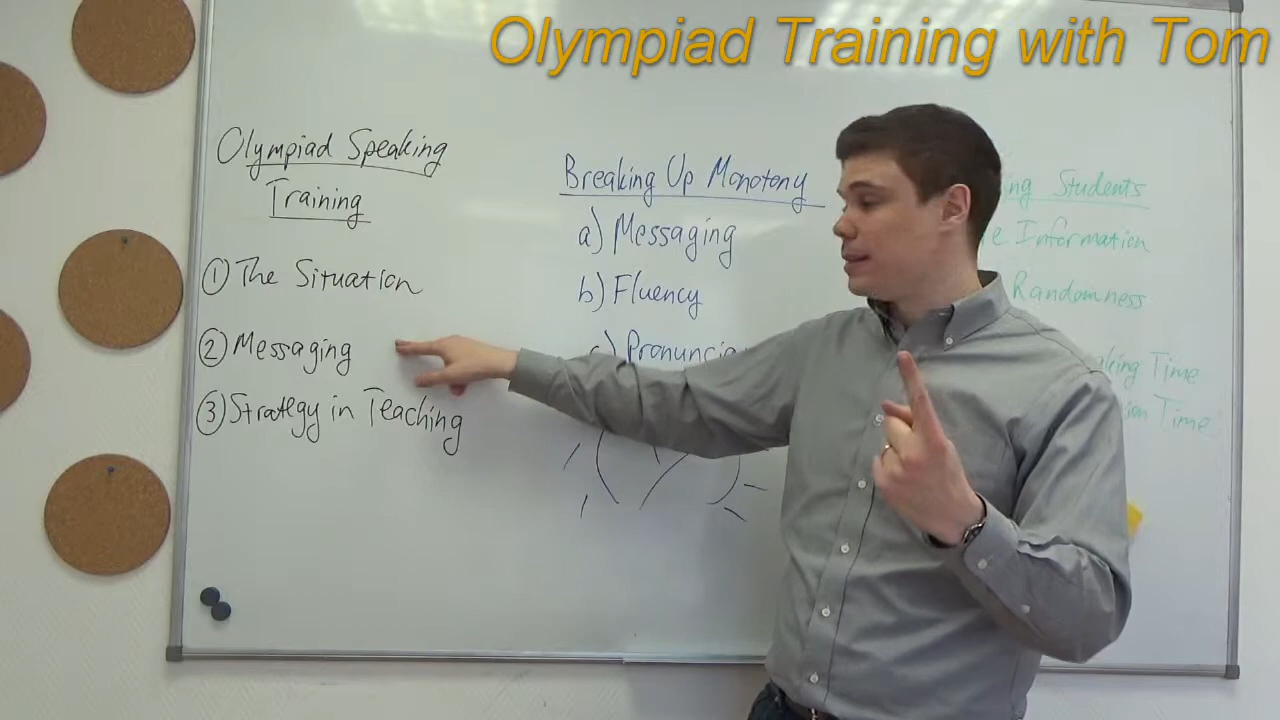 Olympiad Training with Tom
Olympiad Speaking
Training
① The Situation
② Messaging
③ Strategy in Teaching
Breaking Up Monotony
a) Messaging
b) Fluency
Students
Information
Randomness
Time
Time